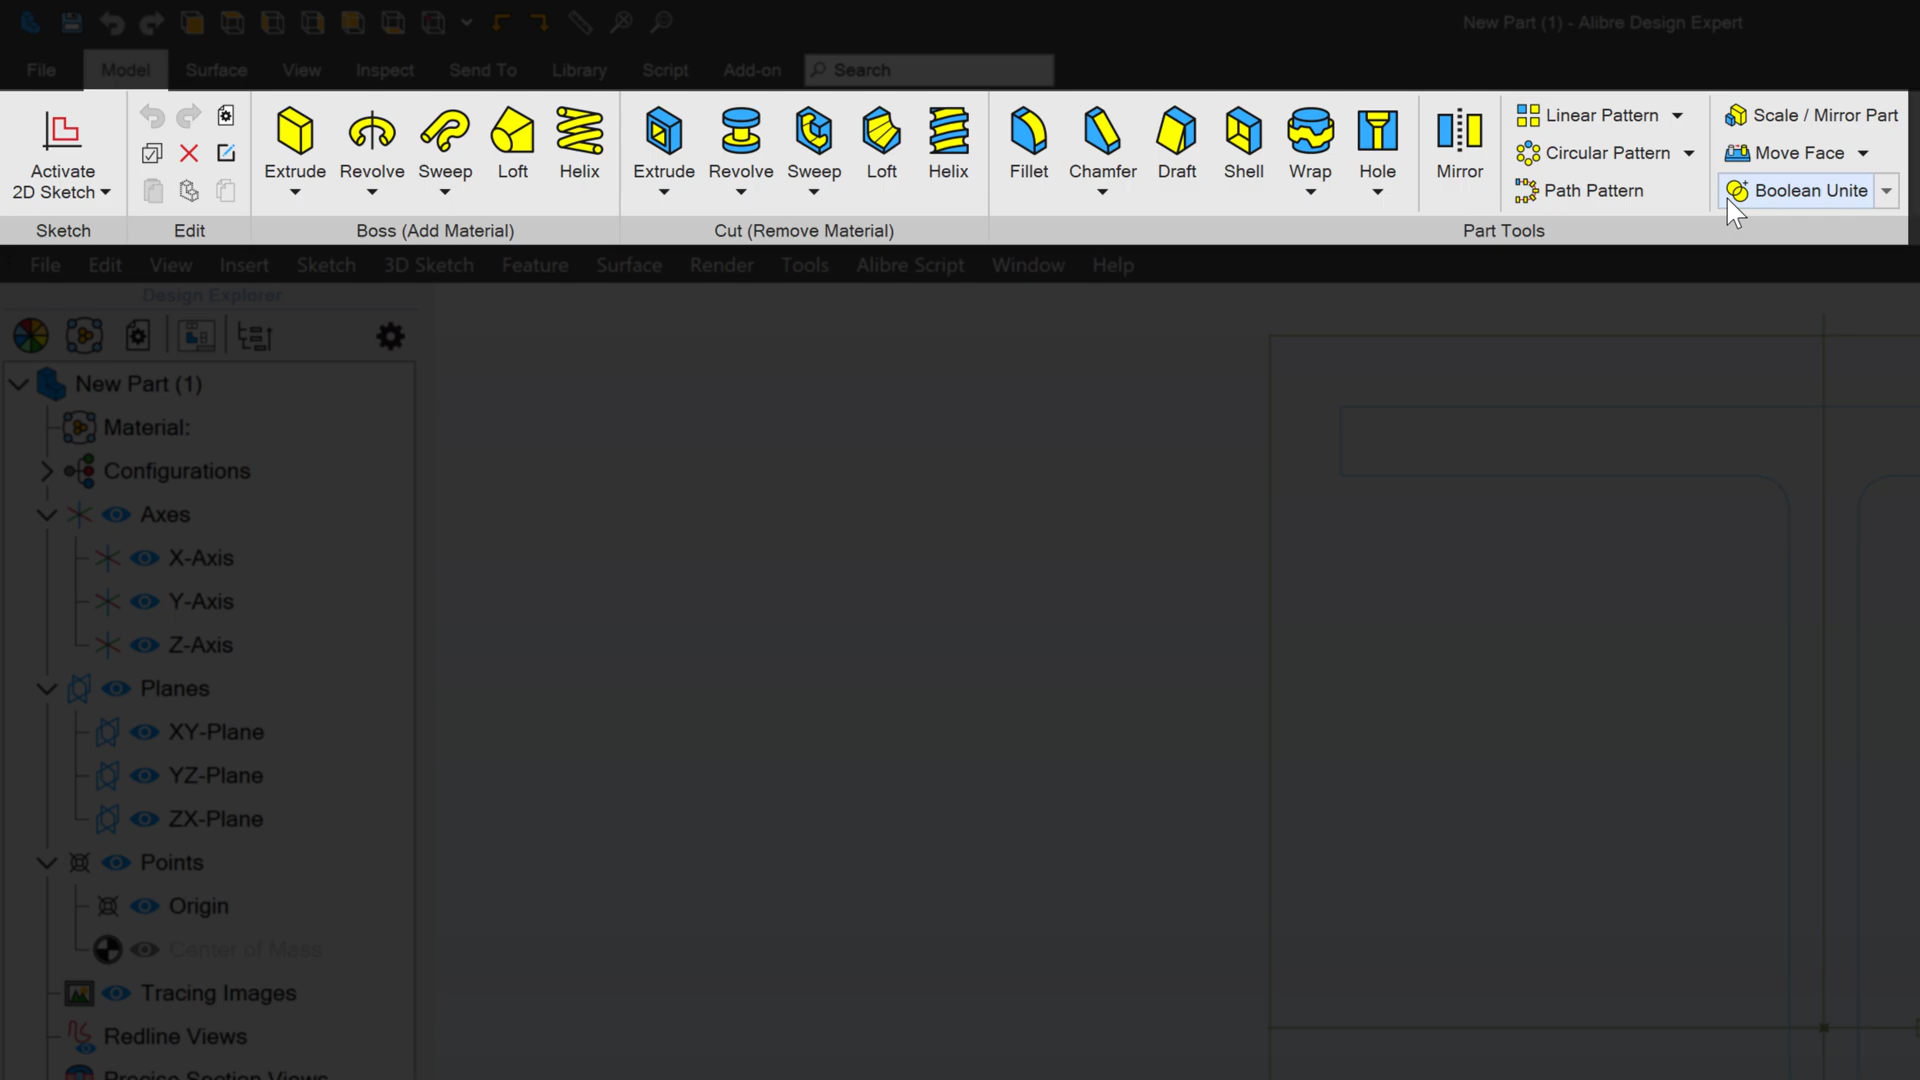 New Part (1) - Alibre Design Expert
File Model Surface View Inspect Send To Library Script Add-on Search
Activate
2D Sketch
Extrude Revolve Sweep Loft Helix
Extrude Revolve Sweep Loft Helix
Fillet Chamfer Draft Shell Wrap Hole
Mirror
Linear Pattern
Circular Pattern
Path Pattern
Scale / Mirror Part
Move Face
Boolean Unite
Sketch Edit Boss (Add Material) Cut (Remove Material) Part Tools
File Edit View Insert Sketch 3D Sketch Feature Surface Render Tools Alibre Script Window Help
Design Explorer
New Part (1)
Material:
Configurations
Axes
X-Axis
Y-Axis
Z-Axis
Planes
XY-Plane
YZ-Plane
ZX-Plane
Points
Origin
Center of Mass
Tracing Images
Redline Views
Precise Section Views